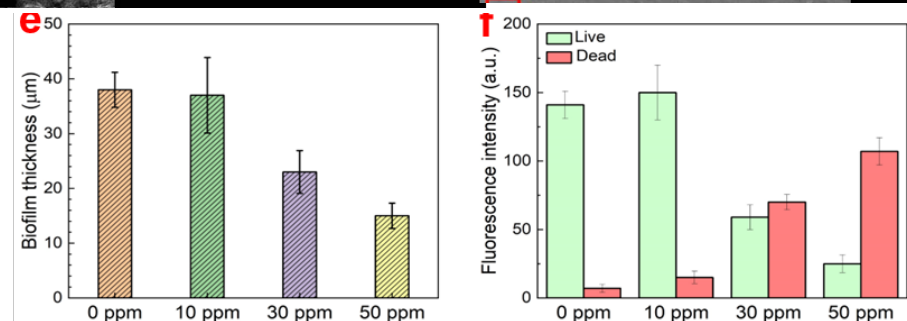 e
50
40
30
20
10
0
Biofilm thickness (μm)
0 ppm 10 ppm 30 ppm 50 ppm
f
200
150
100
50
0
Fluorescence intensity (a.u.)
Live
Dead
0 ppm 10 ppm 30 ppm 50 ppm